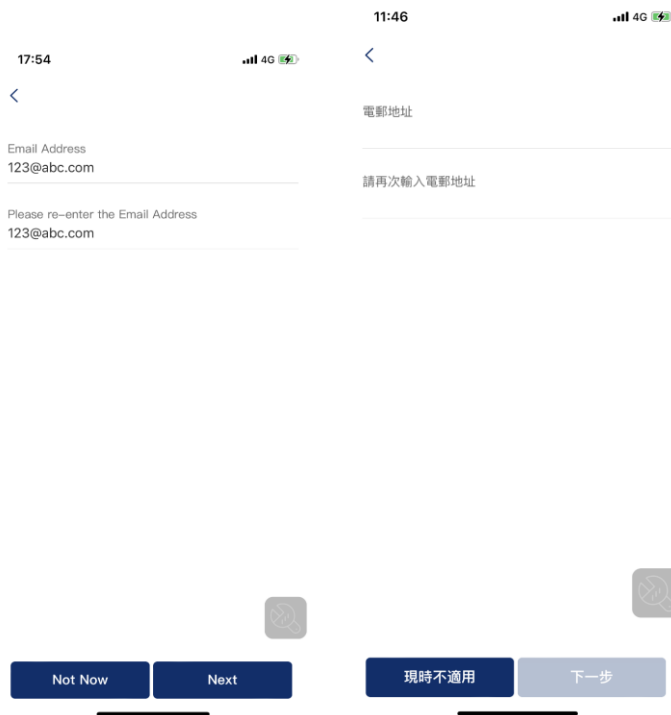 17:54
4G
Email Address
123@abc.com
Please re-enter the Email Address
123@abc.com
Not Now
Next
11:46
4G
電郵地址
請再次輸入電郵地址
現時不適用
下一步